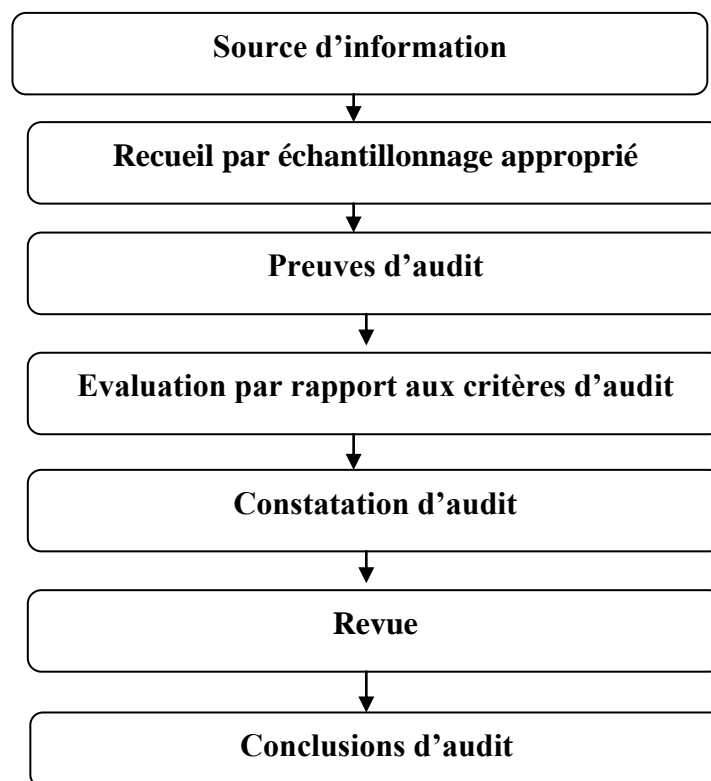 Source d’information
Recueil par échantillonnage approprié
Preuves d’audit
Evaluation par rapport aux critères d’audit
Constatation d’audit
Revue
Conclusions d’audit